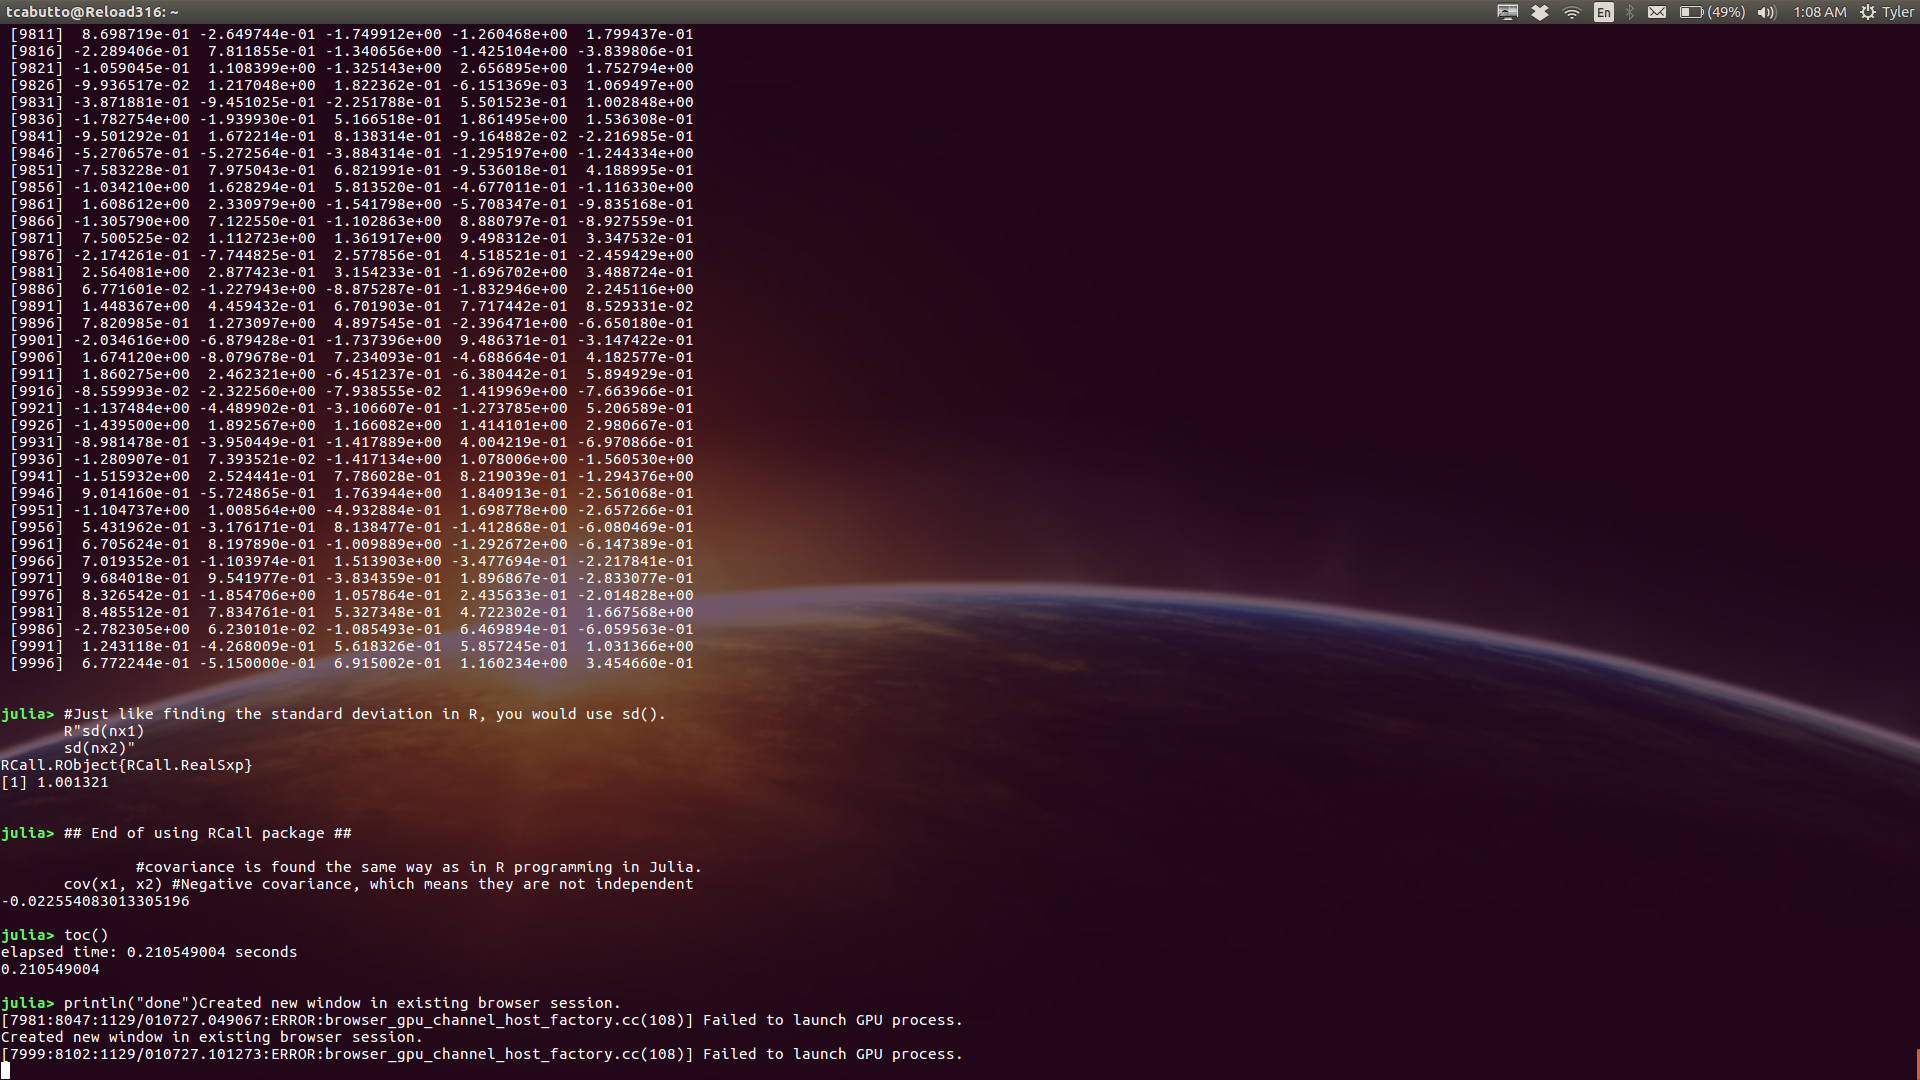 tcabutto@Reload316: ~ En (49%) 1:08 AM Tyler
[9811] 8.698719e-01 -2.649744e-01 -1.749912e+00 -1.260468e+00 1.799437e-01
[9816] -2.289406e-01 7.811855e-01 -1.340656e+00 -1.425104e+00 -3.839806e-01
[9821] -1.059045e-01 1.108399e+00 -1.325143e+00 2.656895e+00 1.752794e+00
[9826] -9.936517e-02 1.217048e+00 1.822362e-01 -6.151369e-03 1.069497e+00
[9831] -3.871881e-01 -9.451025e-01 -2.251788e-01 5.501523e-01 1.002848e+00
[9836] -1.782754e+00 -1.939930e-01 5.166518e-01 1.861495e+00 1.536308e-01
[9841] -9.501292e-01 1.672214e-01 8.138314e-01 -9.164882e-02 -2.216985e-01
[9846] -5.270657e-01 -5.272564e-01 -3.884314e-01 -1.295197e+00 -1.244334e+00
[9851] -7.583228e-01 7.975043e-01 6.821991e-01 -9.536018e-01 4.188995e-01
[9856] -1.034210e+00 1.628294e-01 5.813520e-01 -4.677011e-01 -1.116330e+00
[9861] 1.608612e+00 2.330979e+00 -1.541798e+00 -5.708347e-01 -9.835168e-01
[9866] -1.305790e+00 7.122550e-01 -1.102863e+00 8.880797e-01 -8.927559e-01
[9871] 7.500525e-02 1.112723e+00 1.361917e+00 9.498312e-01 3.347532e-01
[9876] -2.174261e-01 -7.744825e-01 2.577856e-01 4.518521e-01 -2.459429e+00
[9881] 2.564081e+00 2.877423e-01 3.154233e-01 -1.696702e+00 3.488724e-01
[9886] 6.771601e-02 -1.227943e+00 -8.875287e-01 -1.832946e+00 2.245116e+00
[9891] 1.448367e+00 4.459432e-01 6.701903e-01 7.717442e-01 8.529331e-02
[9896] 7.820985e-01 1.273097e+00 4.897545e-01 -2.396471e+00 -6.650180e-01
[9901] -2.034616e+00 -6.879428e-01 -1.737396e+00 9.486371e-01 -3.147422e-01
[9906] 1.674120e+00 -8.079678e-01 7.234093e-01 -4.688664e-01 4.182577e-01
[9911] 1.860275e+00 2.462321e+00 -6.451237e-01 -6.380442e-01 5.894929e-01
[9916] -8.559993e-02 -2.322560e+00 -7.938555e-02 1.419969e+00 -7.663966e-01
[9921] -1.137484e+00 -4.489902e-01 -3.106607e-01 -1.273785e+00 5.206589e-01
[9926] -1.439500e+00 1.892567e+00 1.166082e+00 1.414101e+00 2.980667e-01
[9931] -8.981478e-01 -3.950449e-01 -1.417889e+00 4.004219e-01 -6.970866e-01
[9936] -1.280907e-01 7.393521e-02 -1.417134e+00 1.078006e+00 -1.560530e+00
[9941] -1.515932e+00 2.524441e-01 7.786028e-01 8.219039e-01 -1.294376e+00
[9946] 9.014160e-01 -5.724865e-01 1.763944e+00 1.840913e-01 -2.561068e-01
[9951] -1.104737e+00 1.008564e+00 -4.932884e-01 1.698778e+00 -2.657266e-01
[9956] 5.431962e-01 -3.176171e-01 8.138477e-01 -1.412868e-01 -6.080469e-01
[9961] 6.705624e-01 8.197890e-01 -1.009889e+00 -1.292672e+00 -6.147389e-01
[9966] 7.019352e-01 -1.103974e-01 1.513903e+00 -3.477694e-01 -2.217841e-01
[9971] 9.684018e-01 9.541977e-01 -3.834359e-01 1.896867e-01 -2.833077e-01
[9976] 8.326542e-01 -1.854706e+00 1.057864e-01 2.435633e-01 -2.014828e+00
[9981] 8.485512e-01 7.834761e-01 5.327348e-01 4.722302e-01 1.667568e+00
[9986] -2.782305e+00 6.230101e-02 -1.085493e-01 6.469894e-01 -6.059563e-01
[9991] 1.243118e-01 -4.268009e-01 5.618326e-01 5.857245e-01 1.031366e+00
[9996] 6.772244e-01 -5.150000e-01 6.915002e-01 1.160234e+00 3.454660e-01
julia> #Just like finding the standard deviation in R, you would use sd().
R"sd(nx1)
sd(nx2)"
RCall.RObject{RCall.RealSxp}
[1] 1.001321
julia> ## End of using RCall package ##
#covariance is found the same way as in R programming in Julia.
cov(x1, x2) #Negative covariance, which means they are not independent
-0.022554083013305196
julia> toc()
elapsed time: 0.210549004 seconds
0.210549004
julia> println("done")Created new window in existing browser session.
[7981:8047:1129/010727.049067:ERROR:browser_gpu_channel_host_factory.cc(108)] Failed to launch GPU process.
Created new window in existing browser session.
[7999:8102:1129/010727.101273:ERROR:browser_gpu_channel_host_factory.cc(108)] Failed to launch GPU process.